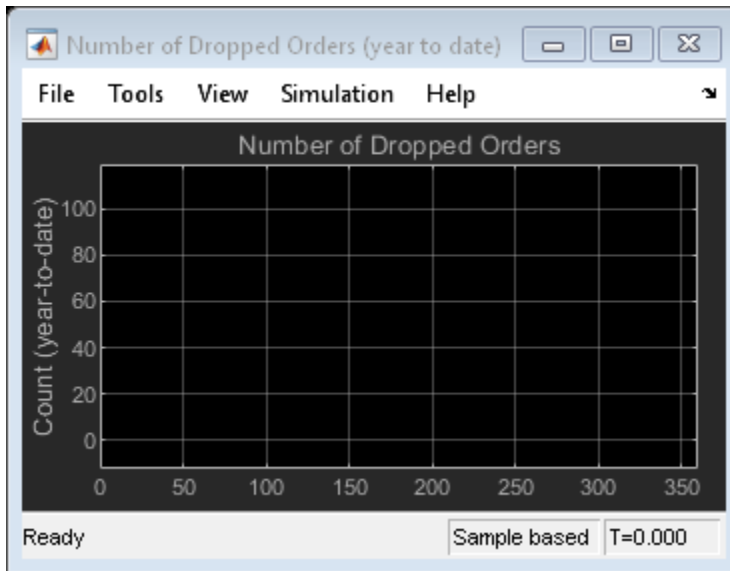 Number of Dropped Orders (year to date)
File Tools View Simulation Help
Number of Dropped Orders
Count (year-to-date)
100
80
60
40
20
0
0 50 100 150 200 250 300 350
Ready Sample based T=0.000